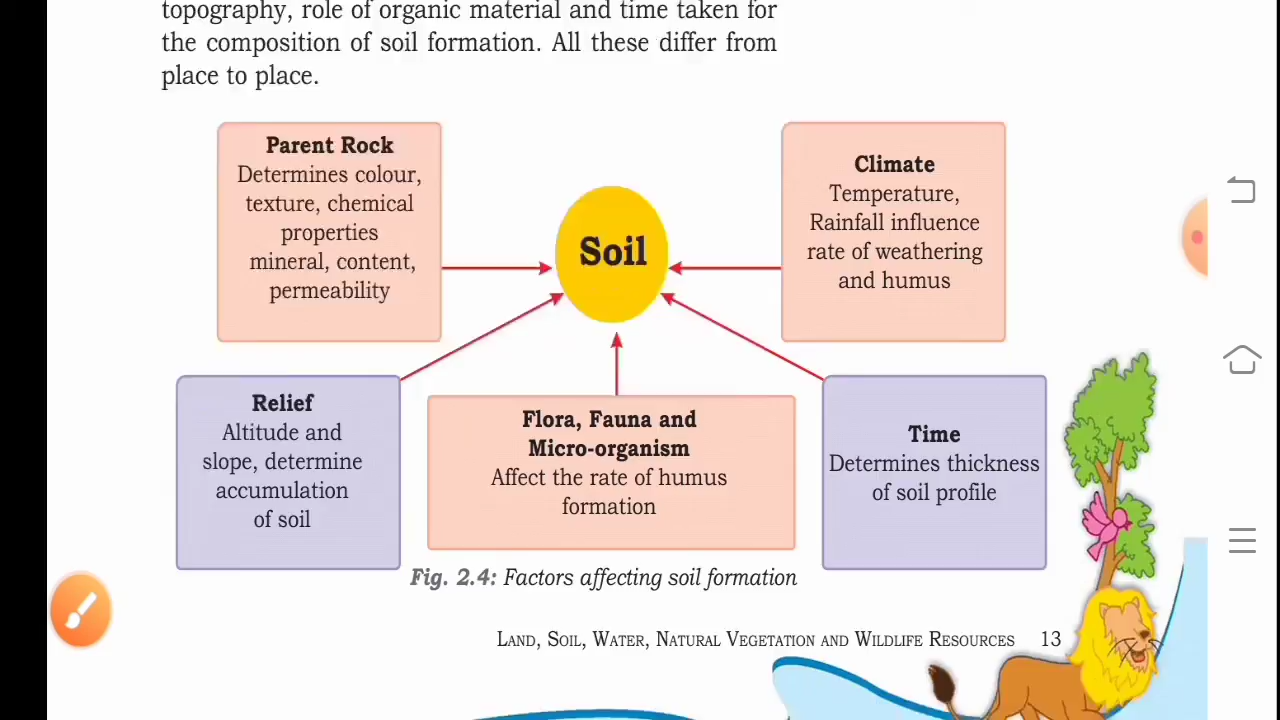 topography, role of organic material and time taken for
the composition of soil formation. All these differ from
place to place.
Parent Rock
Determines colour,
texture, chemical
properties
mineral, content,
permeability
Soil
Climate
Temperature,
Rainfall influence
rate of weathering
and humus
Relief
Altitude and
slope, determine
accumulation
of soil
Flora, Fauna and
Micro-organism
Affect the rate of humus
formation
Time
Determines thickness
of soil profile
Fig. 2.4: Factors affecting soil formation
LAND, SOIL, WATER, NATURAL VEGETATION AND WILDLIFE RESOURCES 13